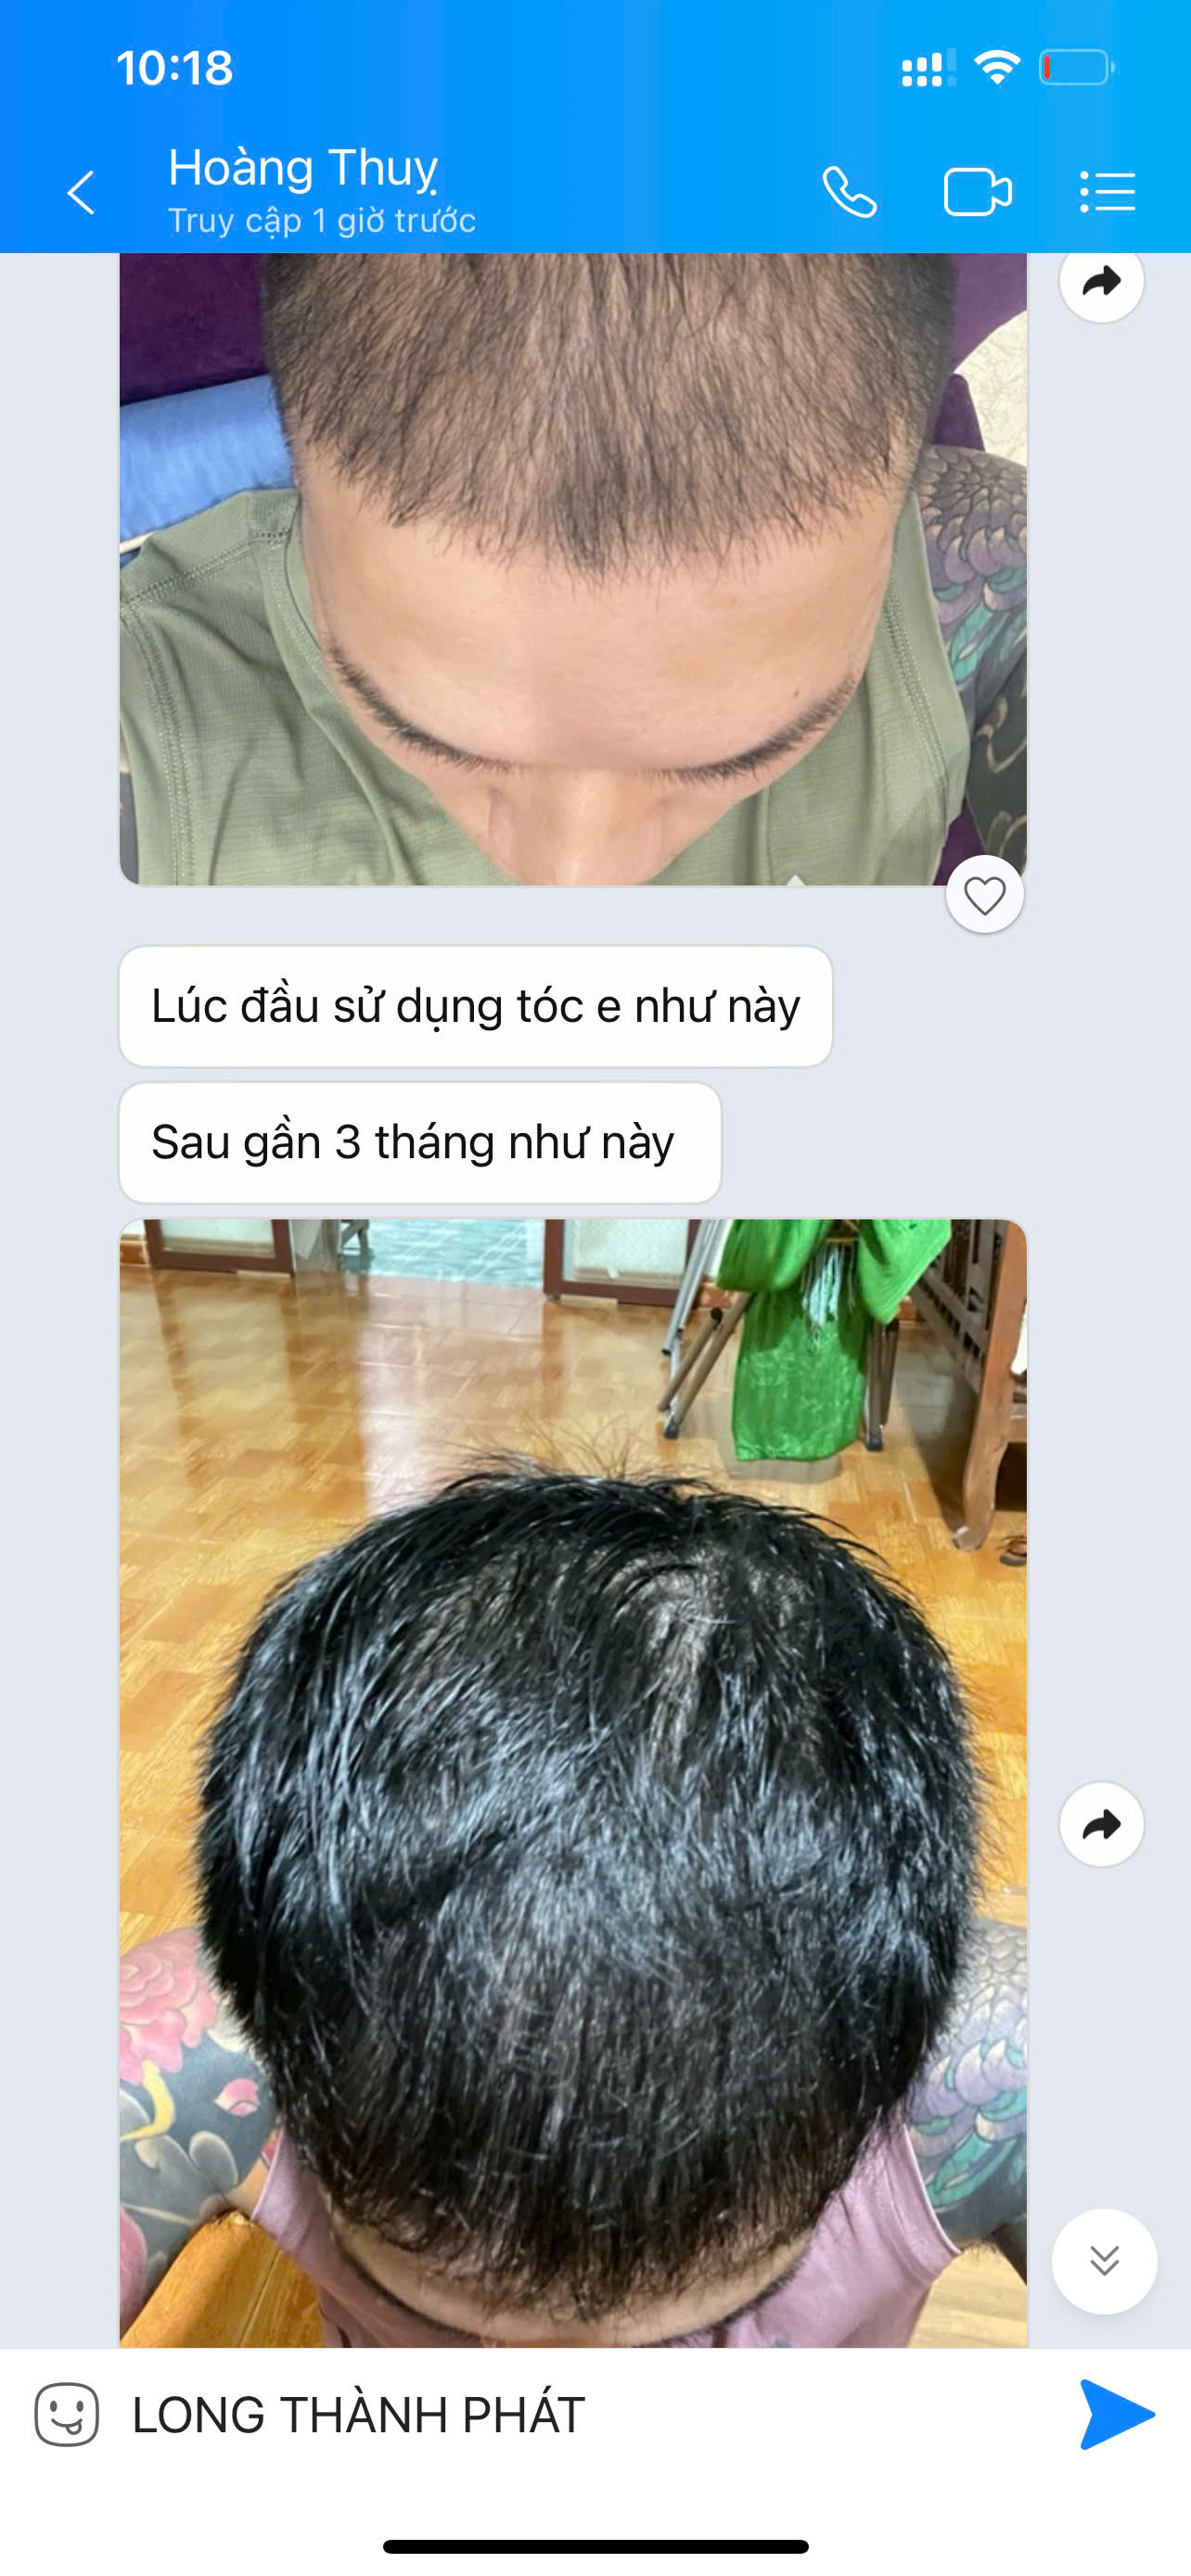 10:18
Hoàng Thuỵ
Truy cập 1 giờ trước
Lúc đầu sử dụng tóc e như này
Sau gần 3 tháng như này
LONG THÀNH PHÁT